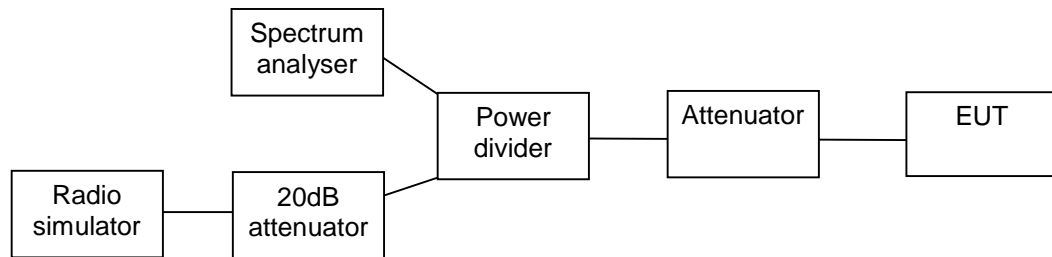 Spectrum
analyser
Power
divider
Attenuator
EUT
Radio
simulator
20dB
attenuator